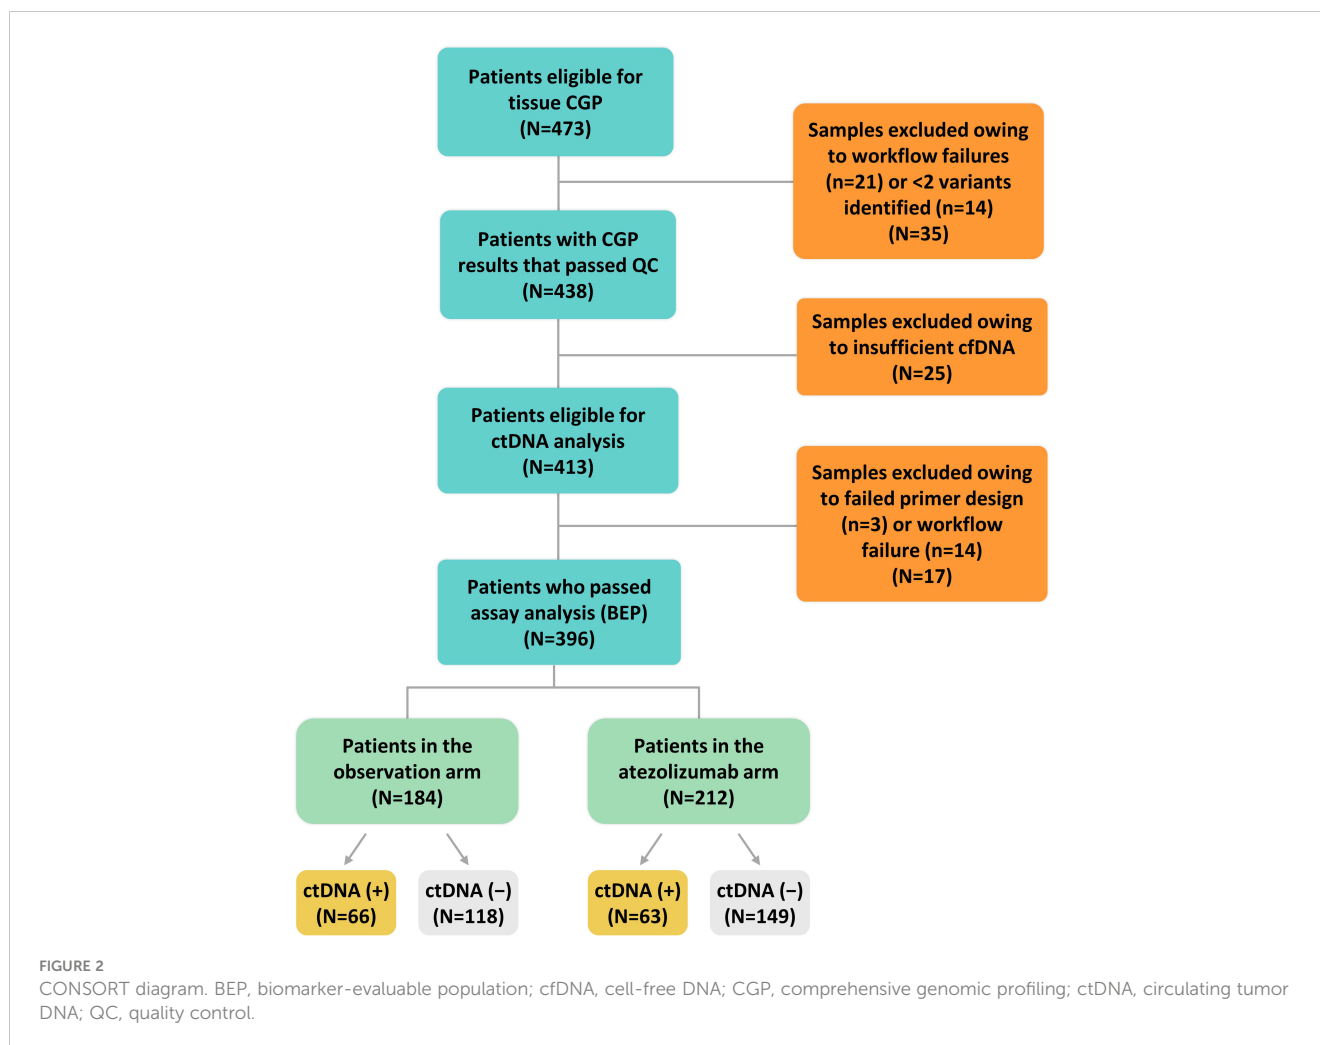 Patients eligible for
tissue CGP
(N=473)
Samples excluded owing
to workflow failures
(n=21) or <2 variants
identified (n=14)
(N=35)
Patients with CGP
results that passed QC
(N=438)
Samples excluded owing
to insufficient cfDNA
(N=25)
Patients eligible for
ctDNA analysis
(N=413)
Samples excluded owing
to failed primer design
(n=3) or workflow
failure (n=14)
(N=17)
Patients who passed
assay analysis (BEP)
(N=396)
Patients in the
observation arm
(N=184)
Patients in the
atezolizumab arm
(N=212)
ctDNA (+)
(N=66)
ctDNA (−)
(N=118)
ctDNA (+)
(N=63)
ctDNA (−)
(N=149)
FIGURE 2
CONSORT diagram. BEP, biomarker-evaluable population; cfDNA, cell-free DNA; CGP, comprehensive genomic profiling; ctDNA, circulating tumor
DNA; QC, quality control.